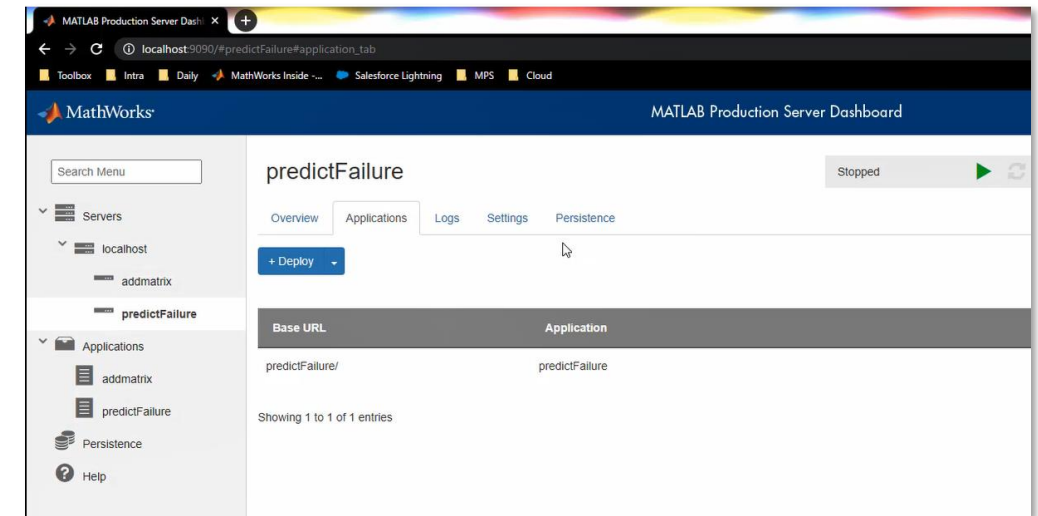 MATLAB Production Server Dashb
localhost:9090/#predictFailure#application_tab
Toolbox Intra Daily MathWorks Inside -... Salesforce Lightning MPS Cloud
MathWorks® MATLAB Production Server Dashboard
Search Menu
Servers
localhost
addmatrix
predictFailure
Applications
addmatrix
predictFailure
Persistence
Help
predictFailure
Stopped
Overview Applications Logs Settings Persistence
+ Deploy
Base URL Application
predictFailure/ predictFailure
Showing 1 to 1 of 1 entries